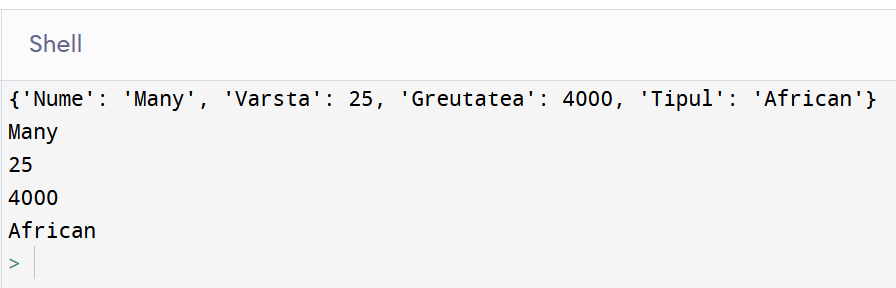 Shell
{'Nume': 'Many', 'Varsta': 25, 'Greutatea': 4000, 'Tipul': 'African'}
Many
25
4000
African
>